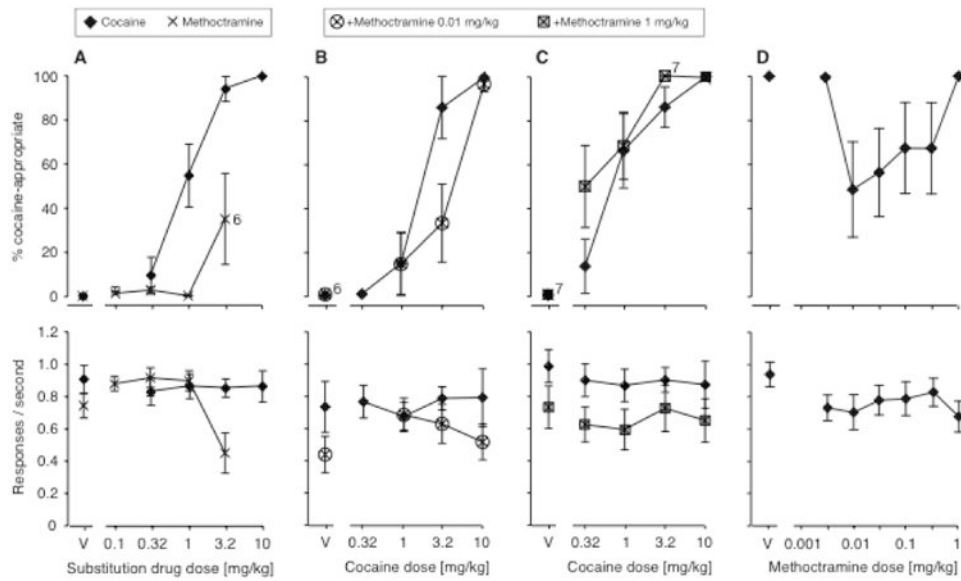 Cocaine Methoctramine
+Methoctramine 0.01 mg/kg +Methoctramine 1 mg/kg
A B C D
% cocaine-appropriate
100
80
60
40
20
0
6
6
7
7
Responses / second
1.2
1.0
0.8
0.6
0.4
0.2
0
V 0.1 0.32 1 3.2 10
Substitution drug dose [mg/kg]
V 0.32 1 3.2 10
Cocaine dose [mg/kg]
V 0.32 1 3.2 10
Cocaine dose [mg/kg]
V 0.001 0.01 0.1 1
Methoctramine dose [mg/kg]